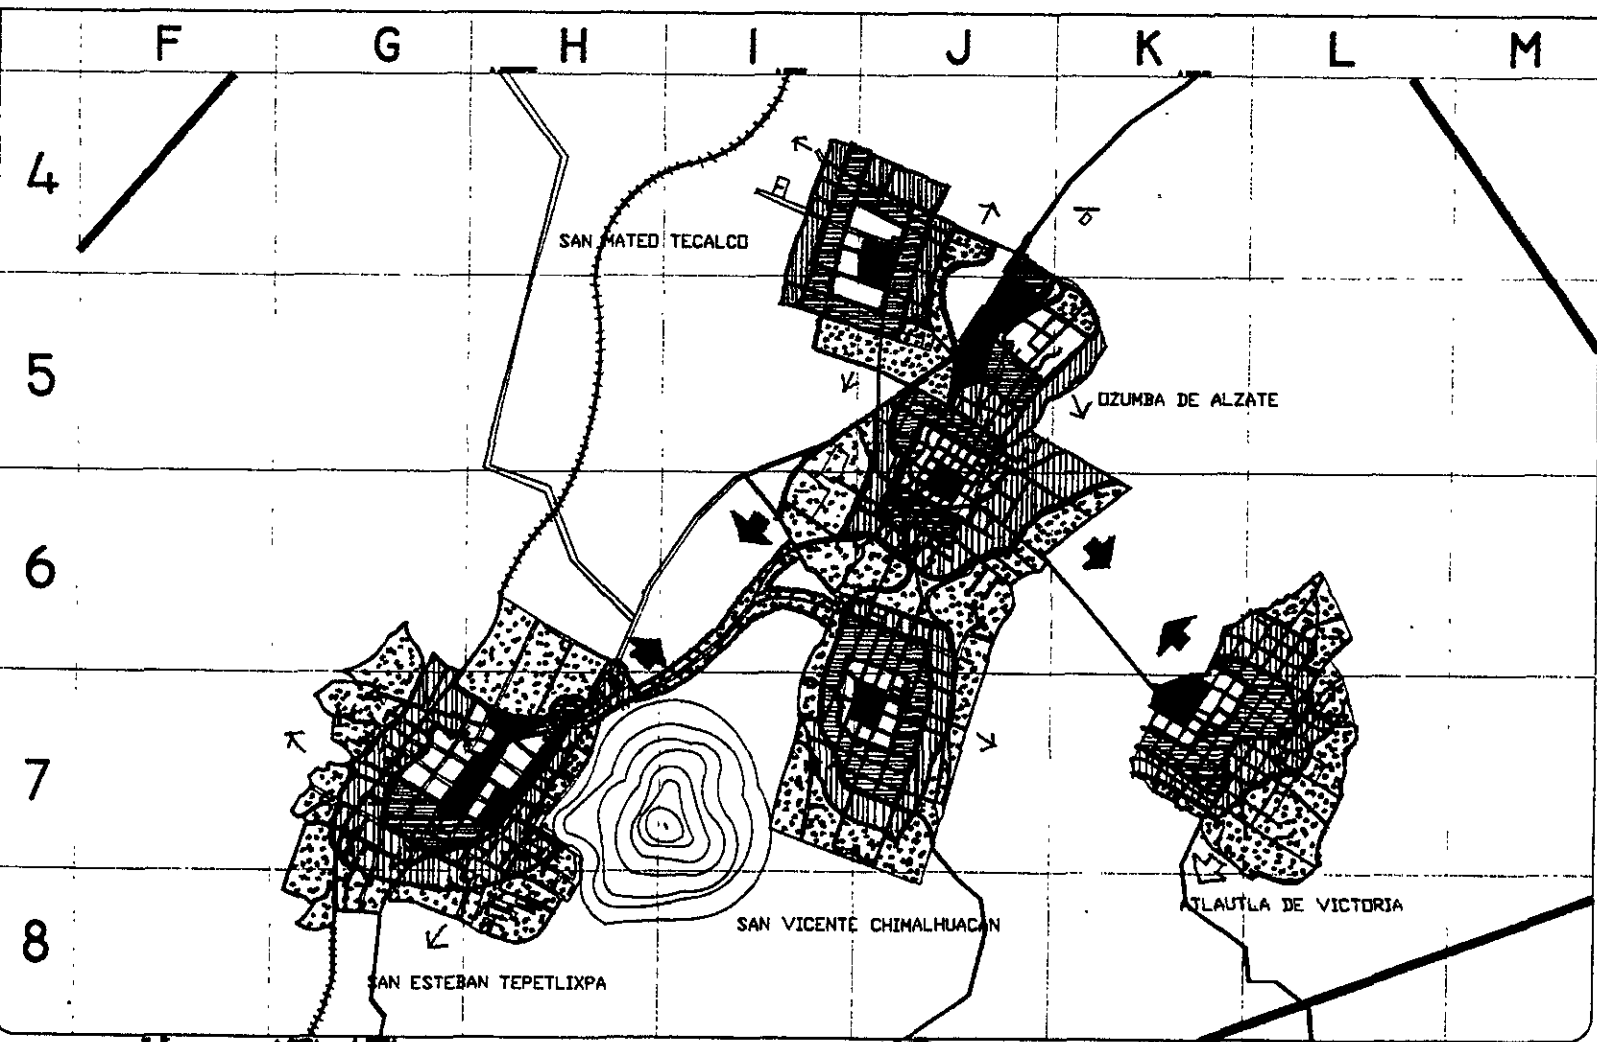 F G H I J K L M
4
SAN MATEO TECALCO
5
OZUMBA DE ALZATE
6
7
ATLAUTLA DE VICTORIA
SAN VICENTE CHIMALHUACAN
8
SAN ESTEBAN TEPETLIXPA